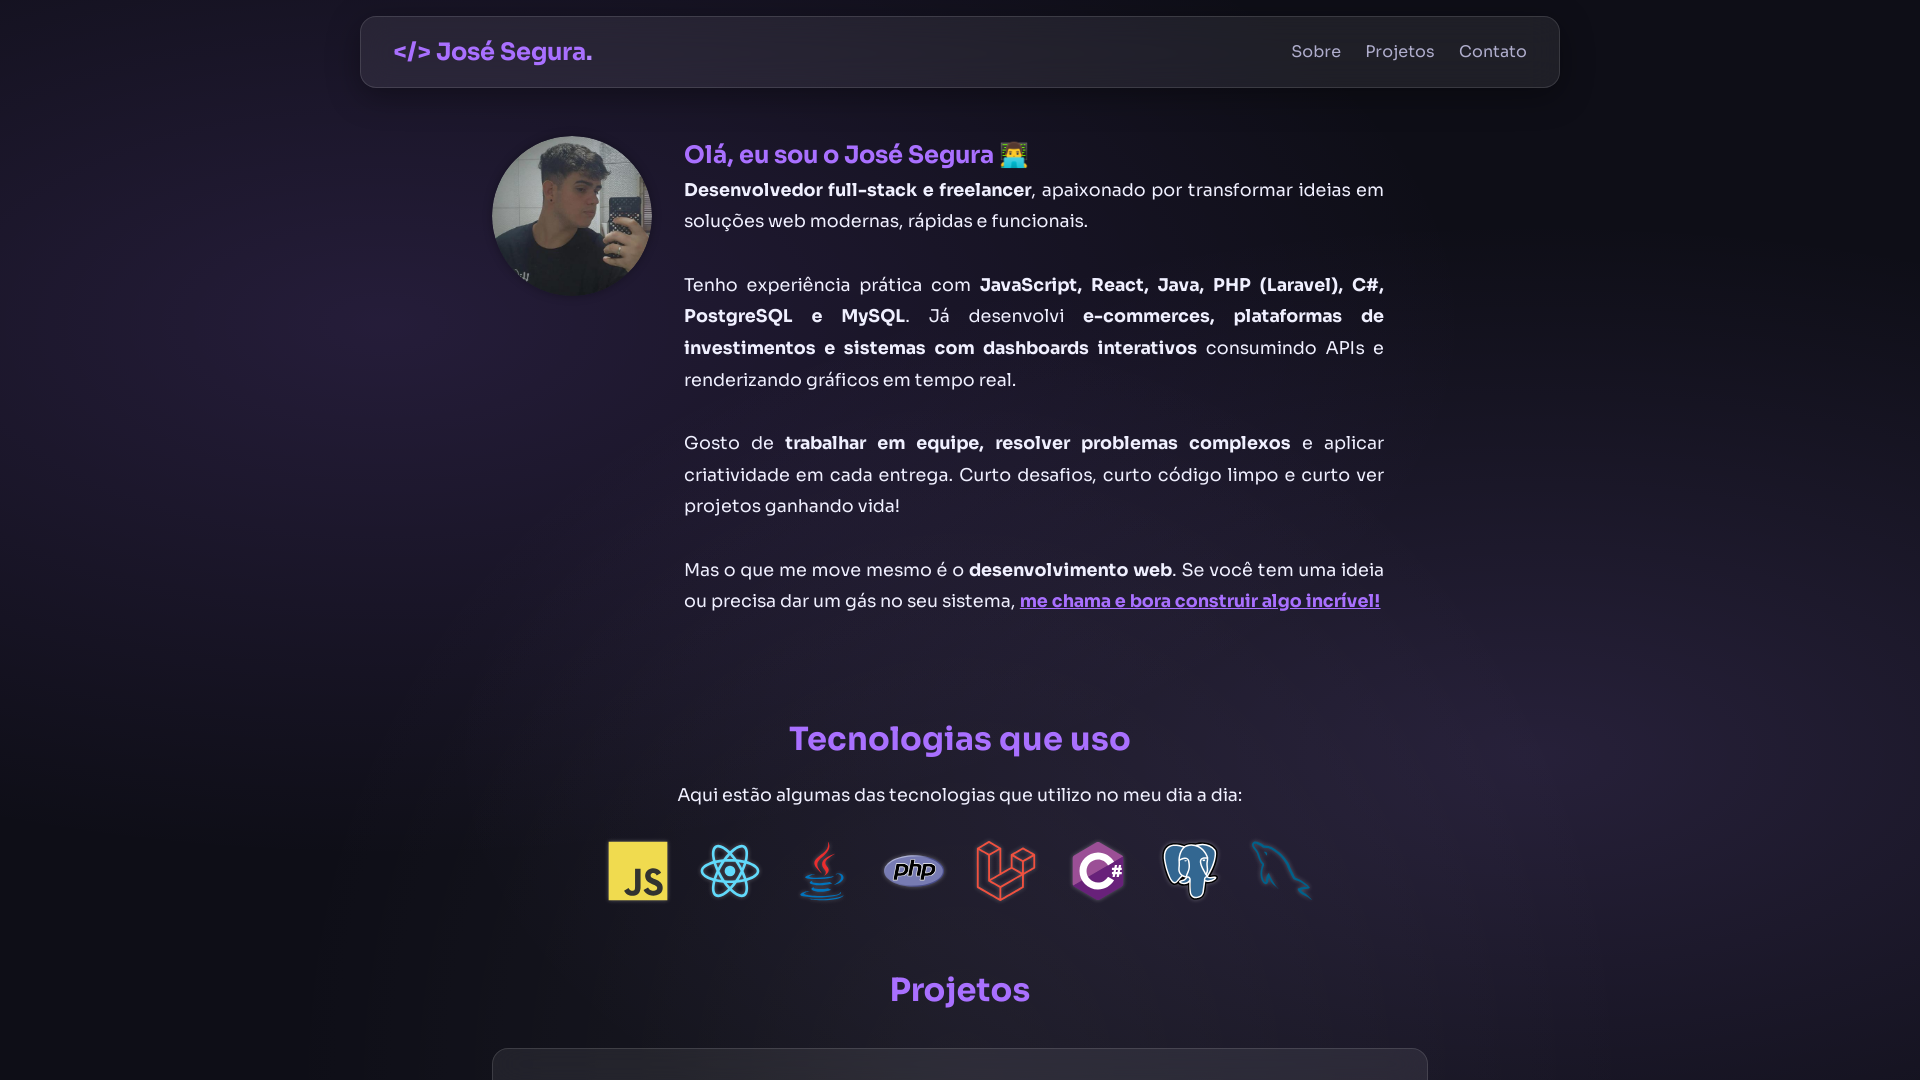 </> José Segura.
Sobre
Projetos
Contato
Olá, eu sou o José Segura 👨‍💻
Desenvolvedor full-stack e freelancer, apaixonado por transformar ideias em
soluções web modernas, rápidas e funcionais.
Tenho experiência prática com JavaScript, React, Java, PHP (Laravel), C#,
PostgreSQL e MySQL. Já desenvolvi e-commerces, plataformas de
investimentos e sistemas com dashboards interativos consumindo APIs e
renderizando gráficos em tempo real.
Gosto de trabalhar em equipe, resolver problemas complexos e aplicar
criatividade em cada entrega. Curto desafios, curto código limpo e curto ver
projetos ganhando vida!
Mas o que me move mesmo é o desenvolvimento web. Se você tem uma ideia
ou precisa dar um gás no seu sistema, me chama e bora construir algo incrível!
Tecnologias que uso
Aqui estão algumas das tecnologias que utilizo no meu dia a dia:
JS
php
C#
Projetos